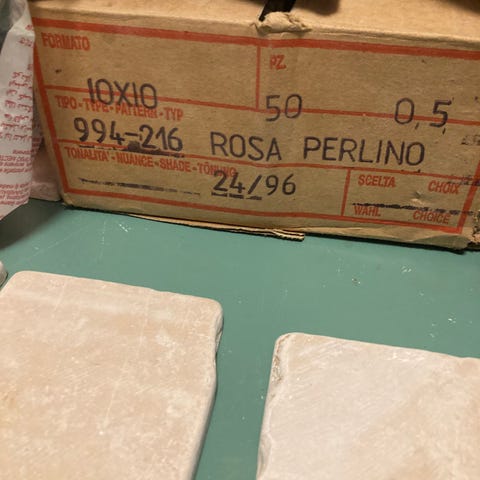 FORMATO
PZ.
10X10
50 0,5
TIPO-TYPE-PATTERN-TYP
994-216 ROSA PERLINO
TONALITA'-NUANCE-SHADE-TÖNUNG
24/96
SCELTA CHOIX
WAHL CHOICE